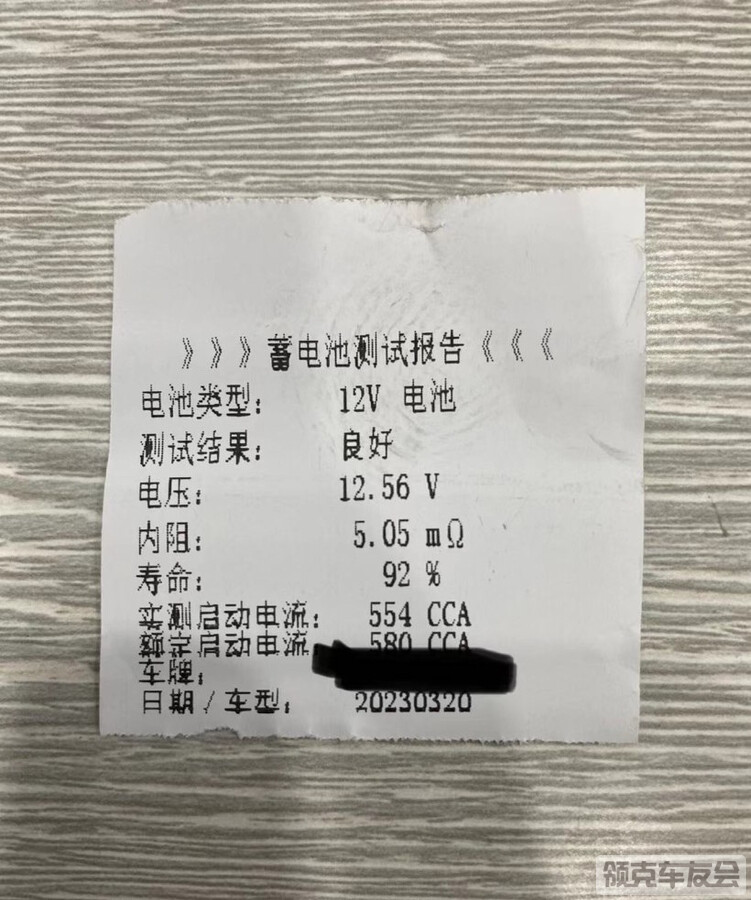 》》》蓄电池测试报告《《《
电池类型： 12V 电池
测试结果： 良好
电压： 12.56 V
内阻： 5.05 mΩ
寿命： 92 %
实测启动电流： 554 CCA
额定启动电流 580 CCA
车牌：
日期/车型： 20230320
领克车友会